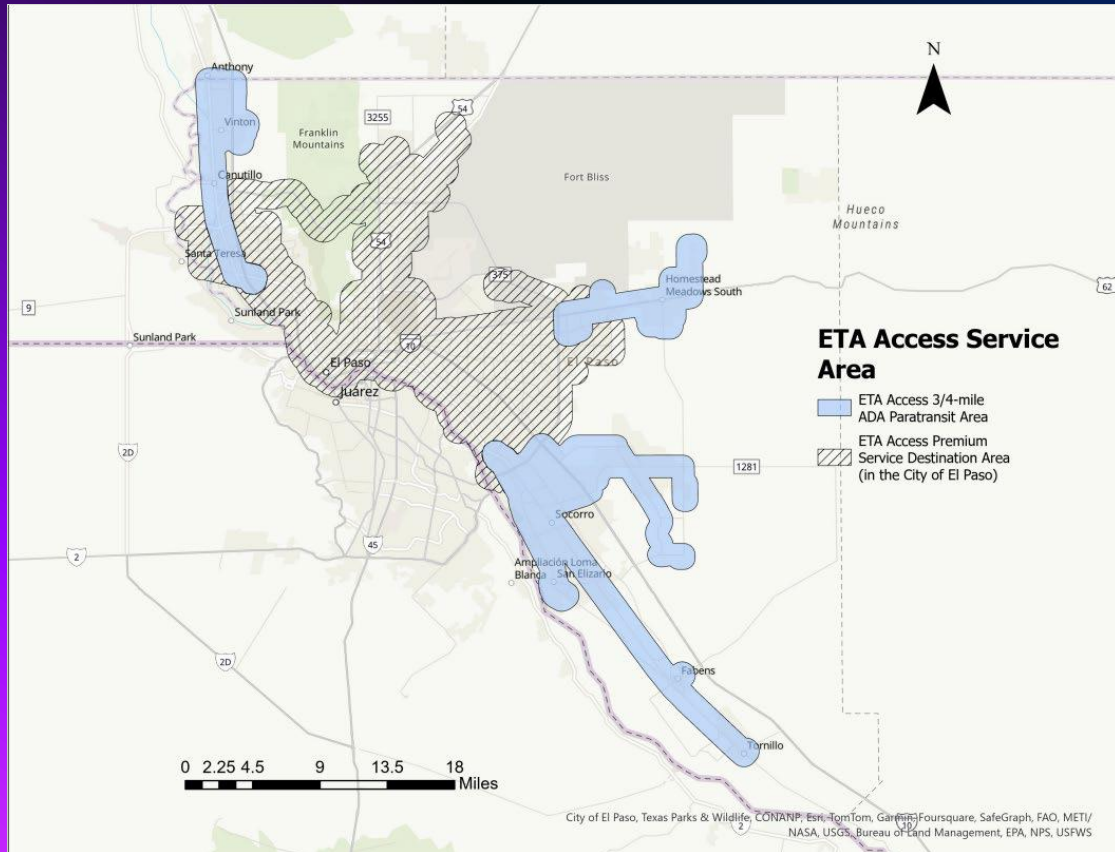 N
Anthony
54
3255
Vinton
Franklin
Mountains
Canutillo
Fort Bliss
Hueco
Mountains
54
Santa Teresa
375
Homestead
Meadows South
62
9
Sunland Park
Sunland Park
10
El Paso
El Paso
Juárez
ETA Access Service
Area
ETA Access 3/4-mile
ADA Paratransit Area
ETA Access Premium
Service Destination Area
(in the City of El Paso)
2D
1281
Socorro
45
2
Ampliación Loma
Blanca
San Elizario
2D
Fabens
Tornillo
0 2.25 4.5 9 13.5 18
Miles
City of El Paso, Texas Parks & Wildlife, CONANP, Esri, TomTom, Garmin, Foursquare, SafeGraph, FAO, METI/
2
10
NASA, USGS, Bureau of Land Management, EPA, NPS, USFWS